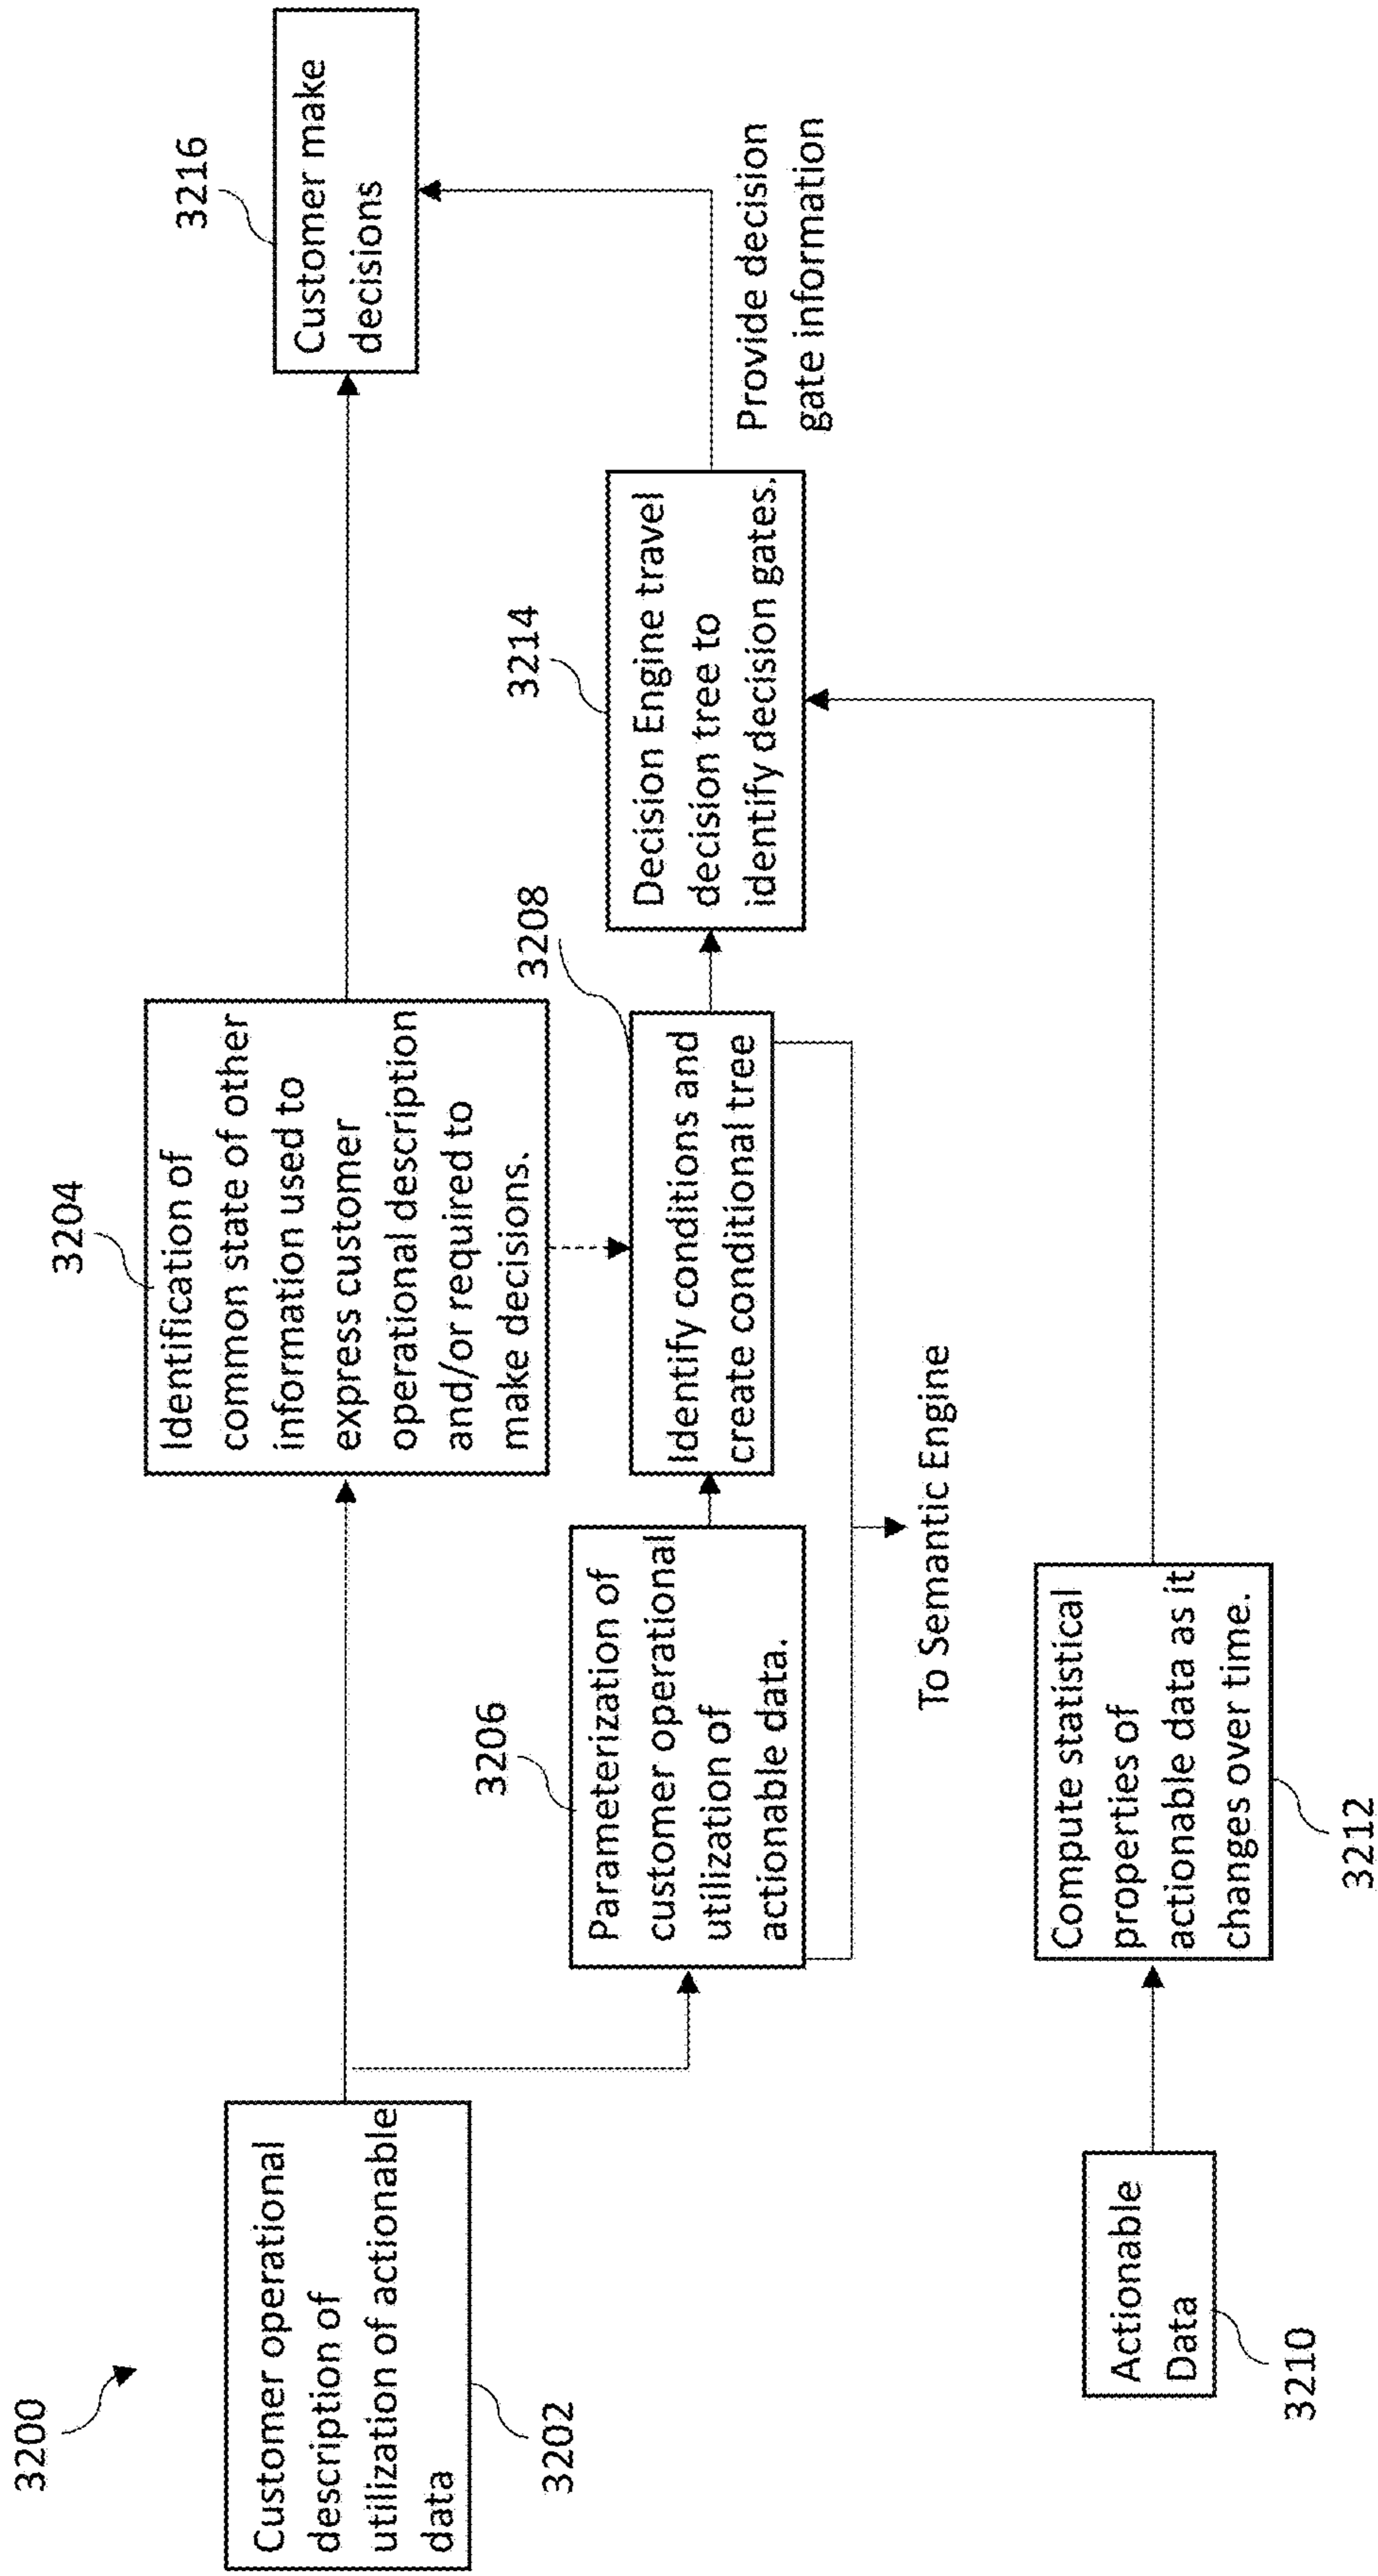 3200
Customer operational
description of
utilization of actionable
data
3202
3204
Identification of
common state of other
information used to
express customer
operational description
and/or required to
make decisions.
3216
Customer make
decisions
3206
Parameterization of
customer operational
utilization of
actionable data.
3208
Identify conditions and
create conditional tree
3214
Decision Engine travel
decision tree to
identify decision gates.
Provide decision
gate information
To Semantic Engine
Actionable
Data
3210
Compute statistical
properties of
actionable data as it
changes over time.
3212